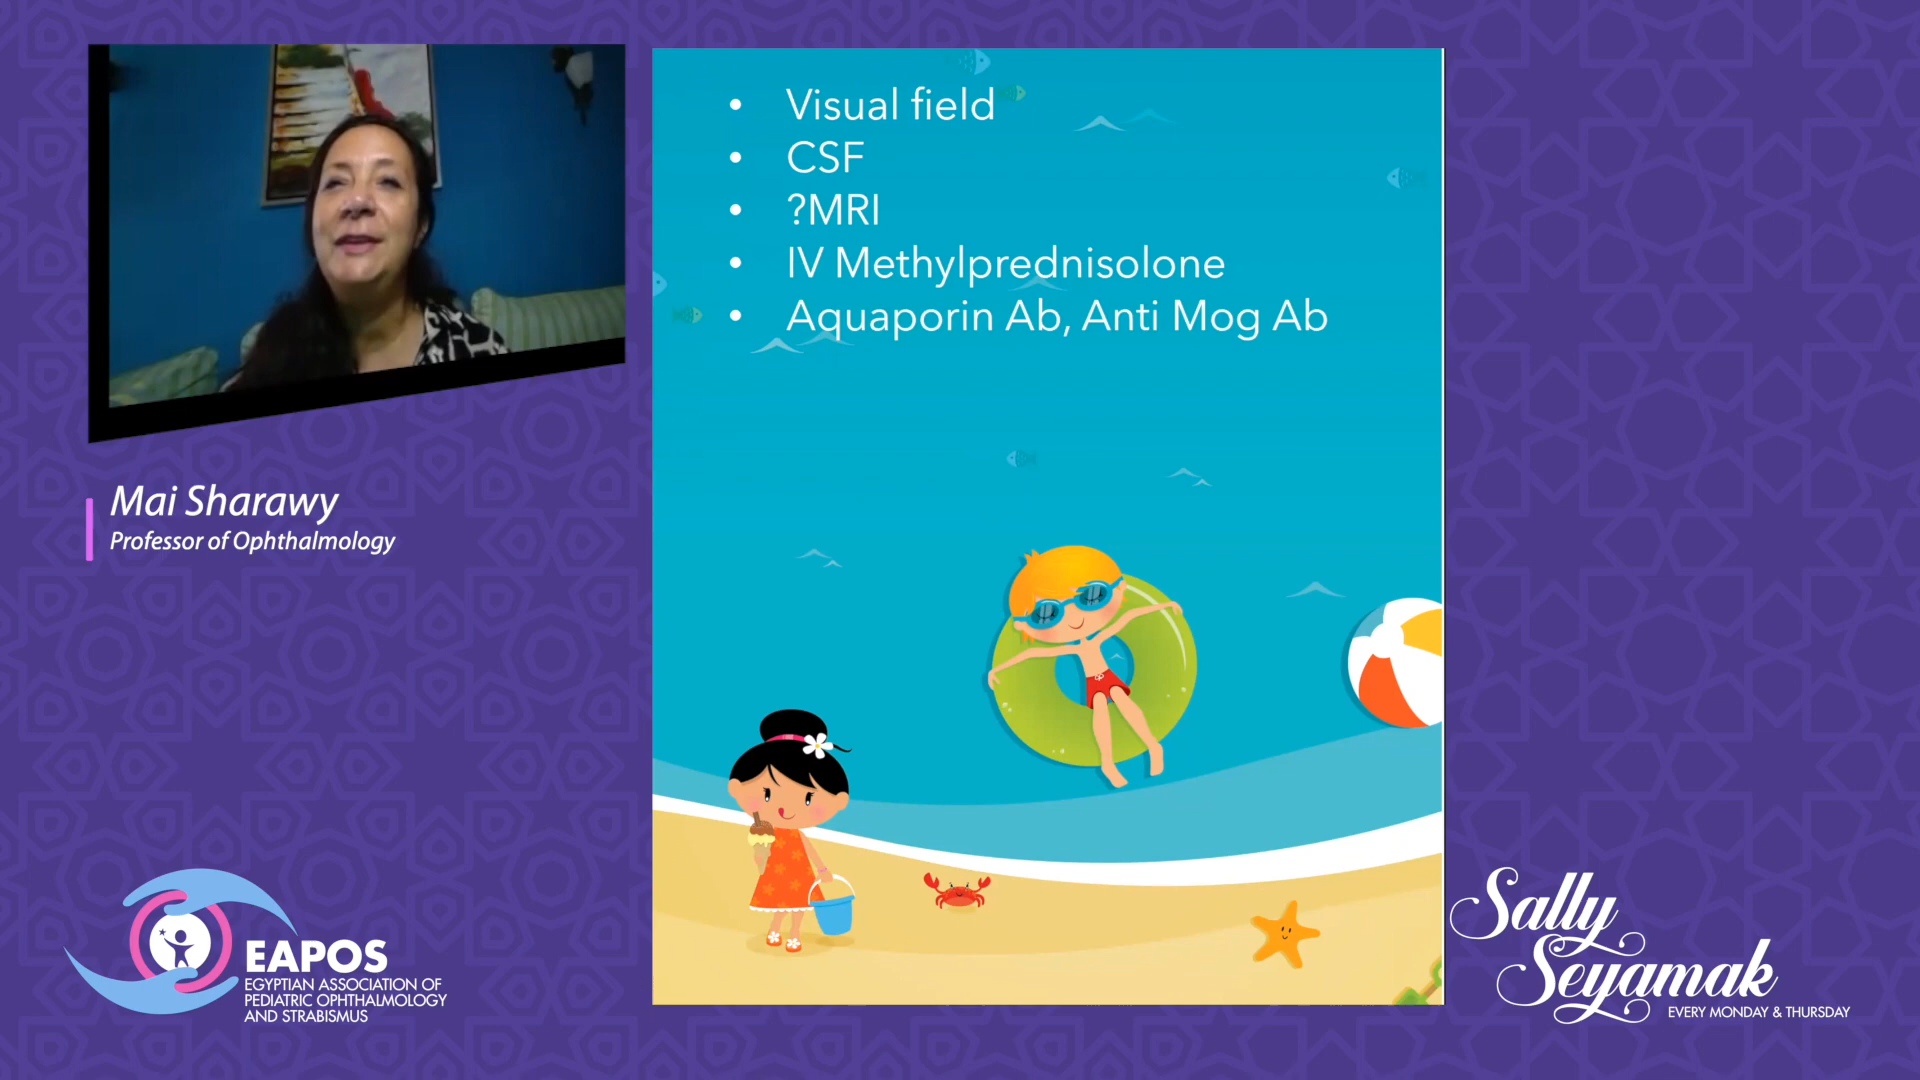 • Visual field
• CSF
• ?MRI
• IV Methylprednisolone
• Aquaporin Ab, Anti Mog Ab
Mai Sharawy
Professor of Ophthalmology
EAPOS
EGYPTIAN ASSOCIATION OF
PEDIATRIC OPHTHALMOLOGY
AND STRABISMUS
Sally
Seyamak
EVERY MONDAY & THURSDAY